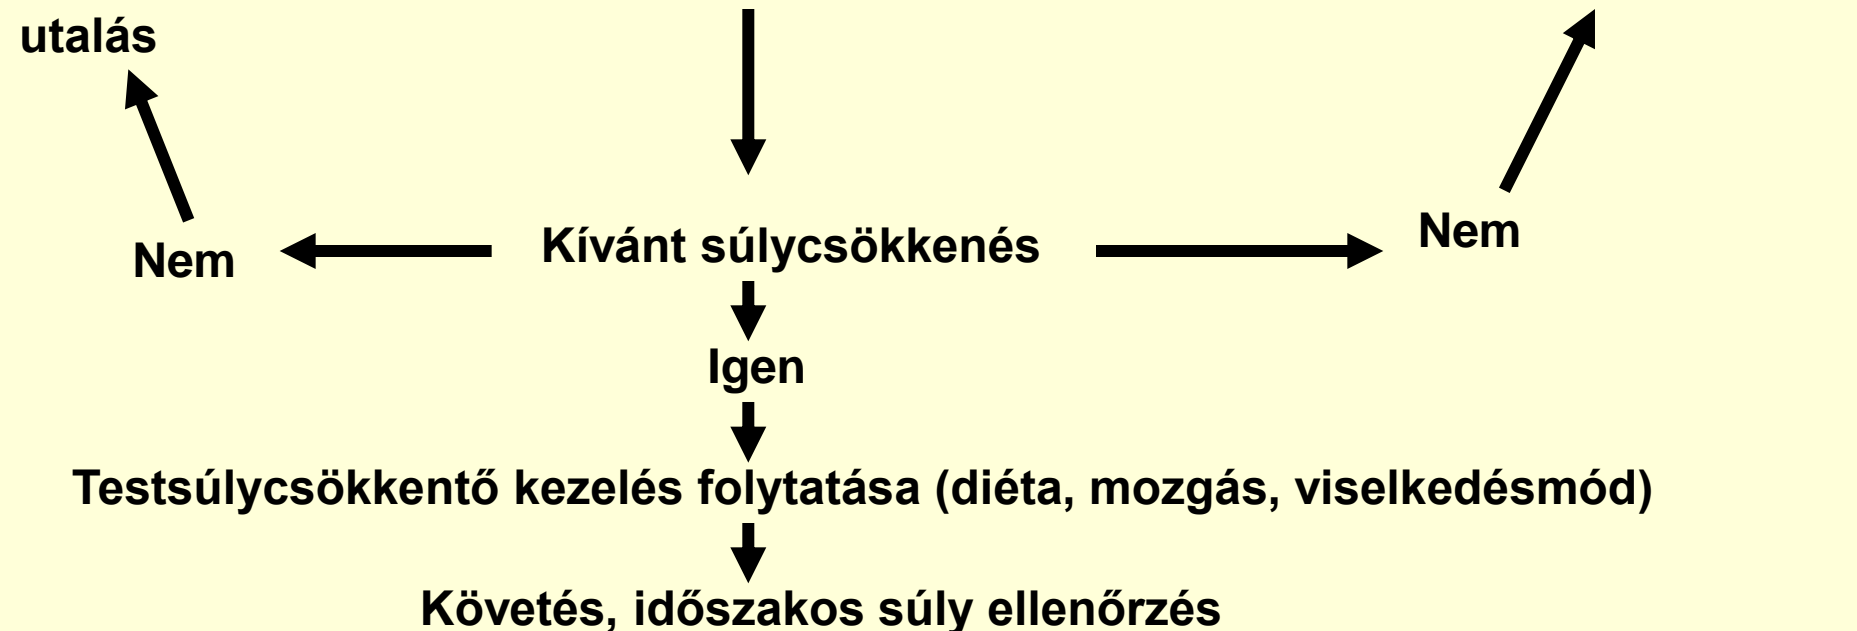 utalás
Nem
Kívánt súlycsökkenés
Nem
Igen
Testsúlycsökkentő kezelés folytatása (diéta, mozgás, viselkedésmód)
Követés, időszakos súly ellenőrzés